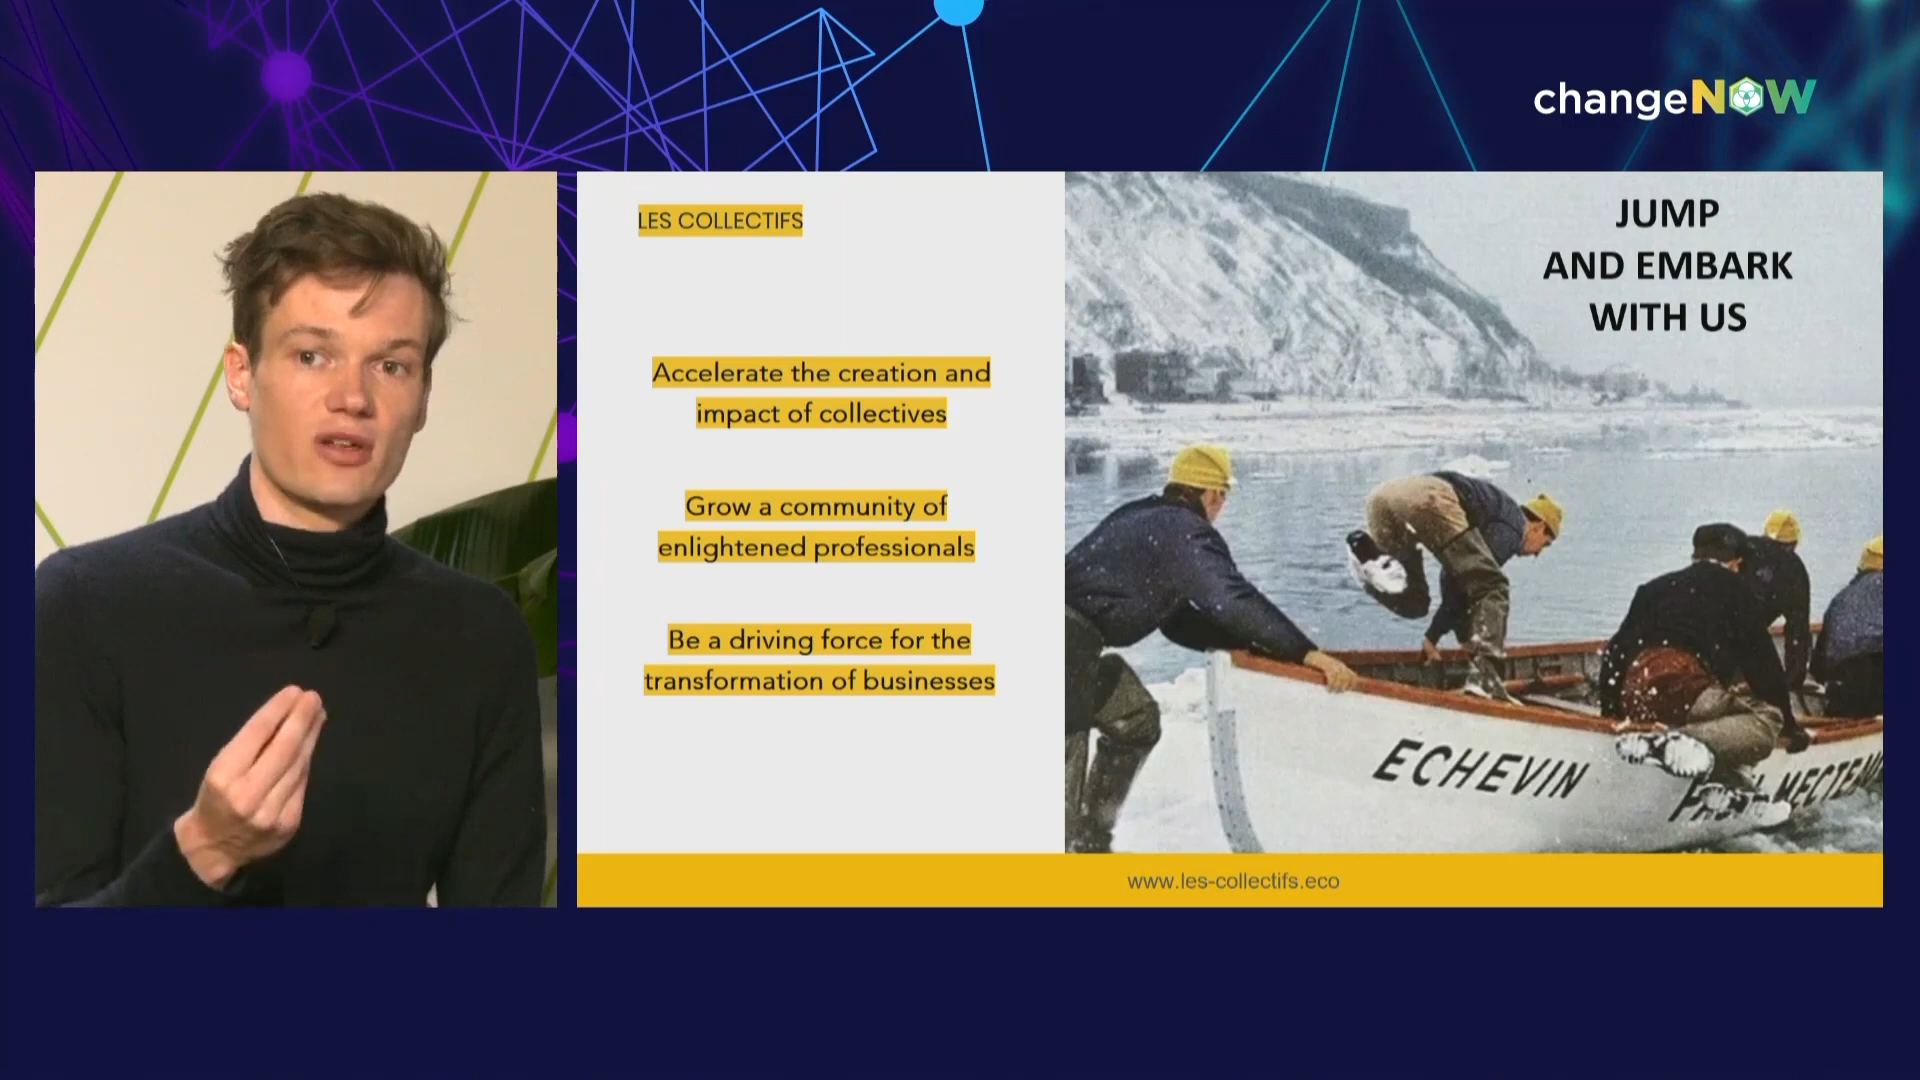 changeNOW
LES COLLECTIFS
Accelerate the creation and
impact of collectives
Grow a community of
enlightened professionals
Be a driving force for the
transformation of businesses
JUMP
AND EMBARK
WITH US
ECHEVIN
www.les-collectifs.eco